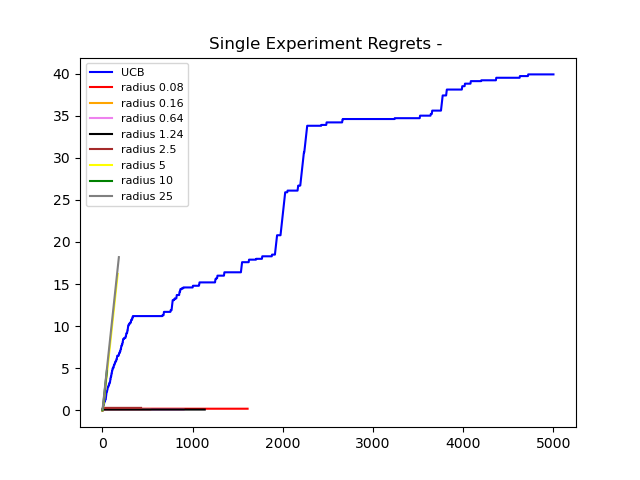 Single Experiment Regrets -
40
35
30
25
20
15
10
5
0
UCB
radius 0.08
radius 0.16
radius 0.64
radius 1.24
radius 2.5
radius 5
radius 10
radius 25
0 1000 2000 3000 4000 5000